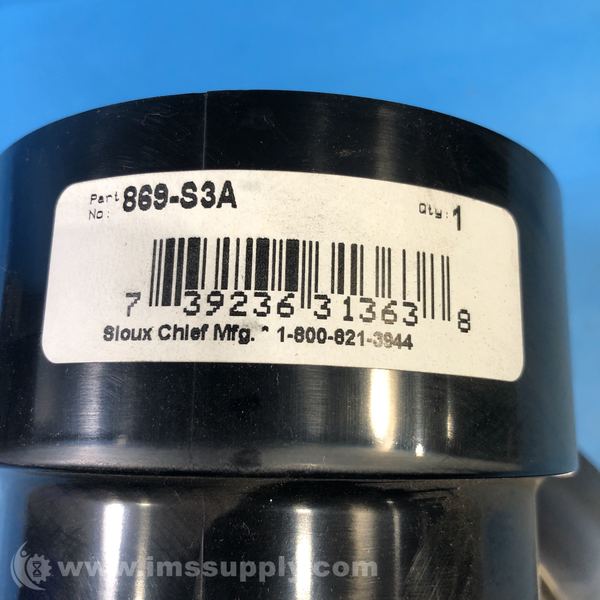 Part No: 869-S3A Qty: 1
7 39236 31363 8
Sioux Chief Mfg. * 1-800-821-3944
www.imssupply.com